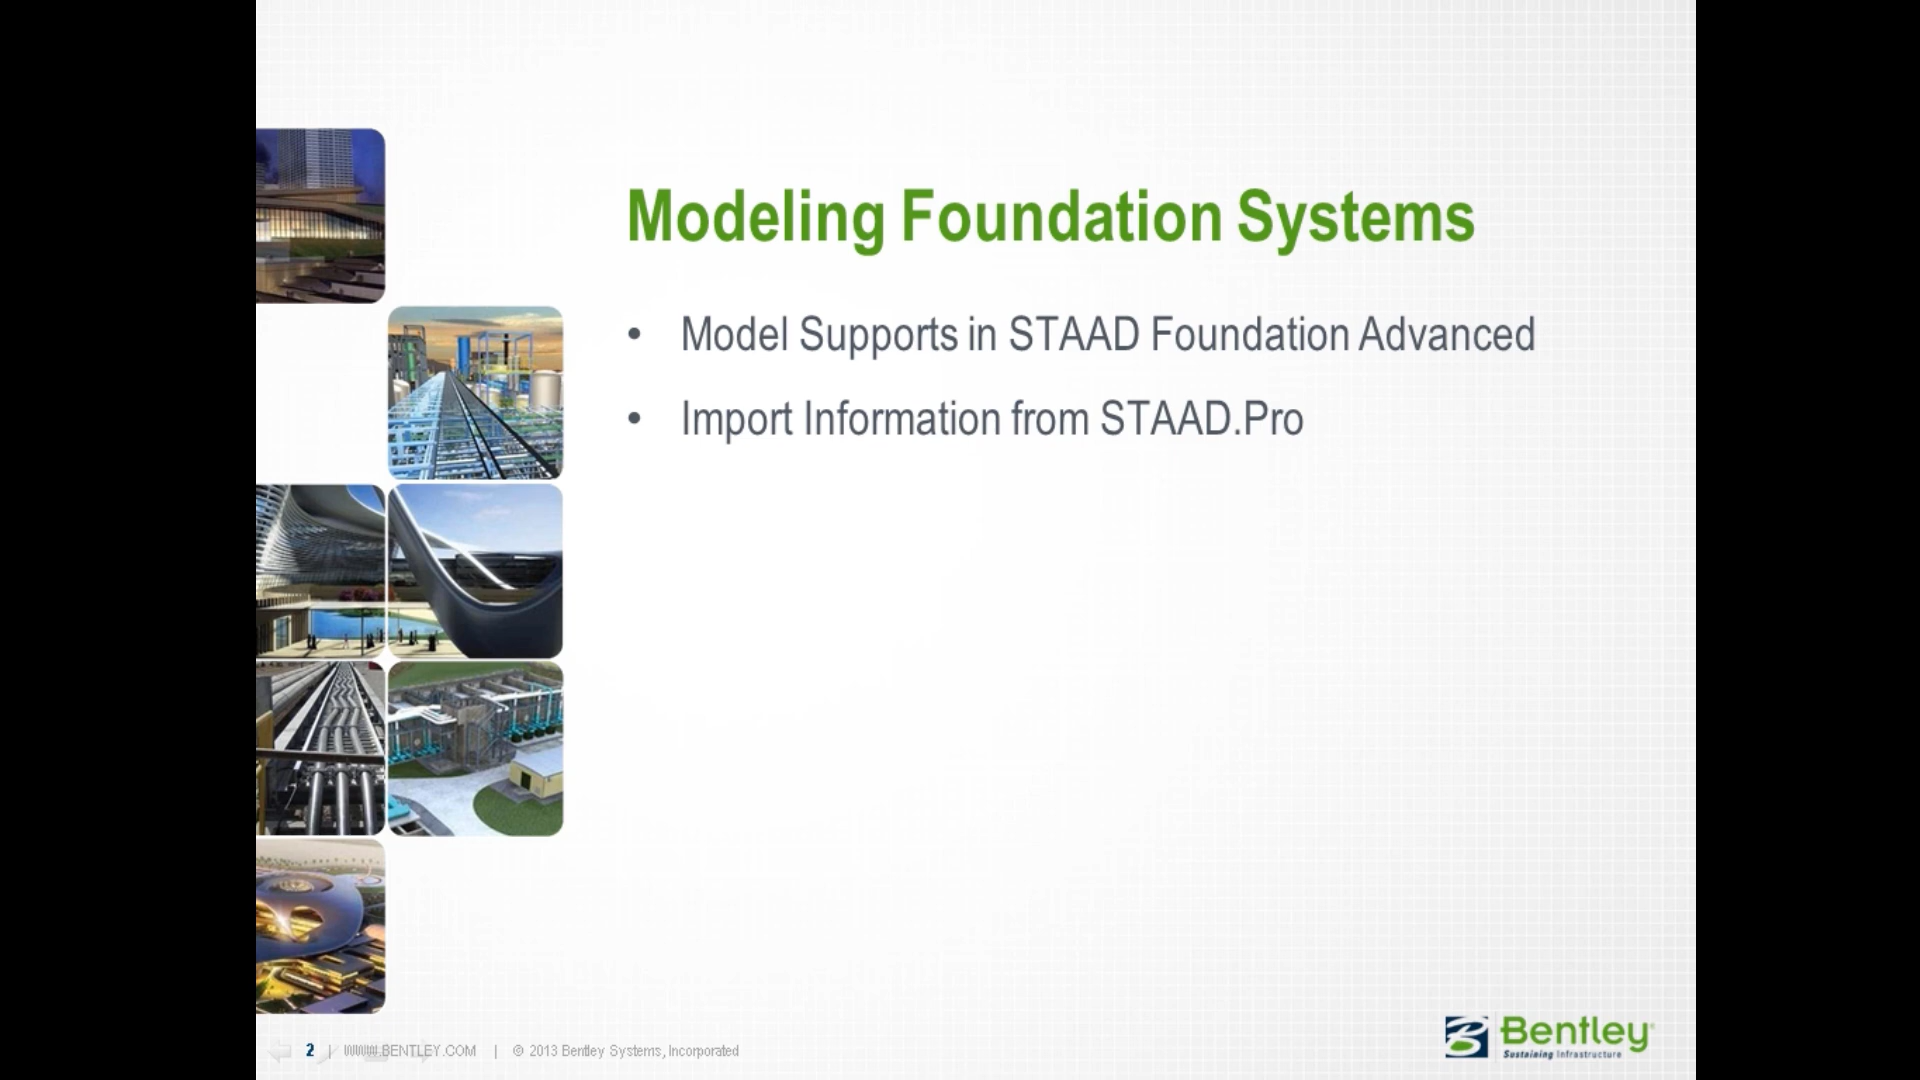 Modeling Foundation Systems
• Model Supports in STAAD Foundation Advanced
• Import Information from STAAD.Pro
2 | WWW.BENTLEY.COM | © 2013 Bentley Systems, Incorporated
Bentley®
Sustaining Infrastructure